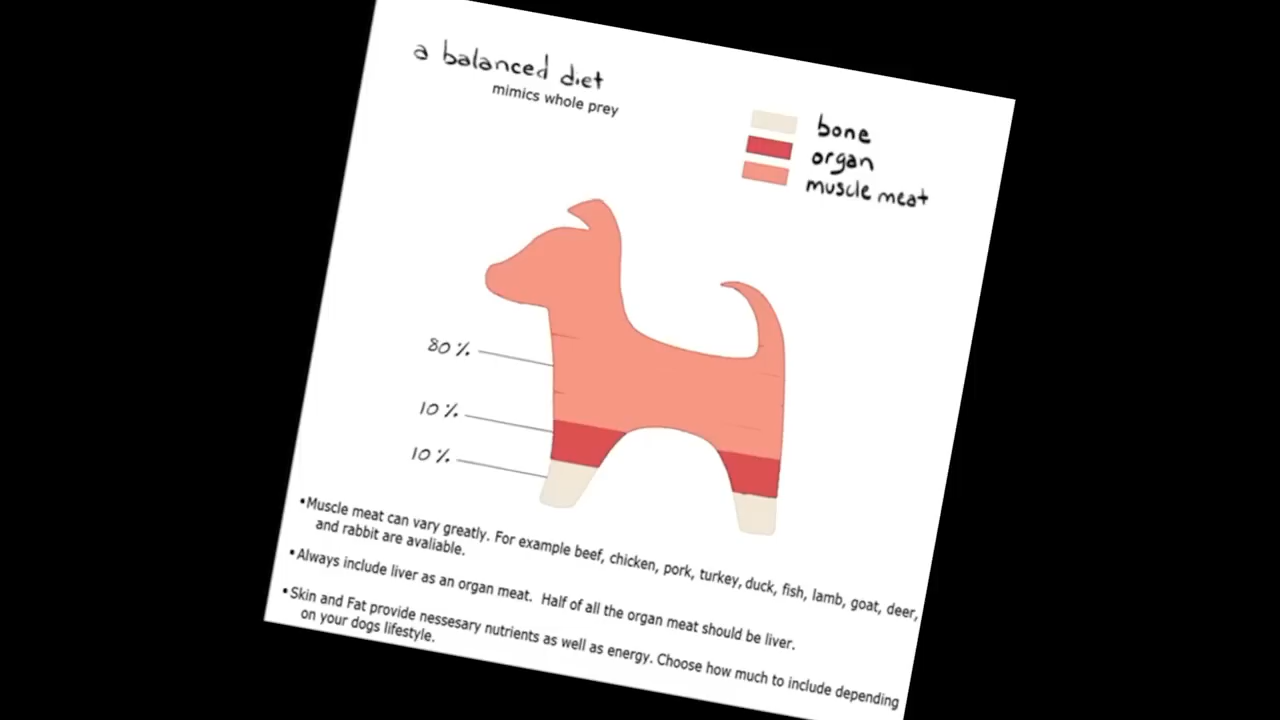 a balanced diet
mimics whole prey
bone
organ
muscle meat
80%
10%
10%
•Muscle meat can vary greatly. For example beef, chicken, pork, turkey, duck, fish, lamb, goat, deer,
and rabbit are avaliable.
•Always include liver as an organ meat. Half of all the organ meat should be liver.
•Skin and Fat provide nessesary nutrients as well as energy. Choose how much to include depending
on your dogs lifestyle.